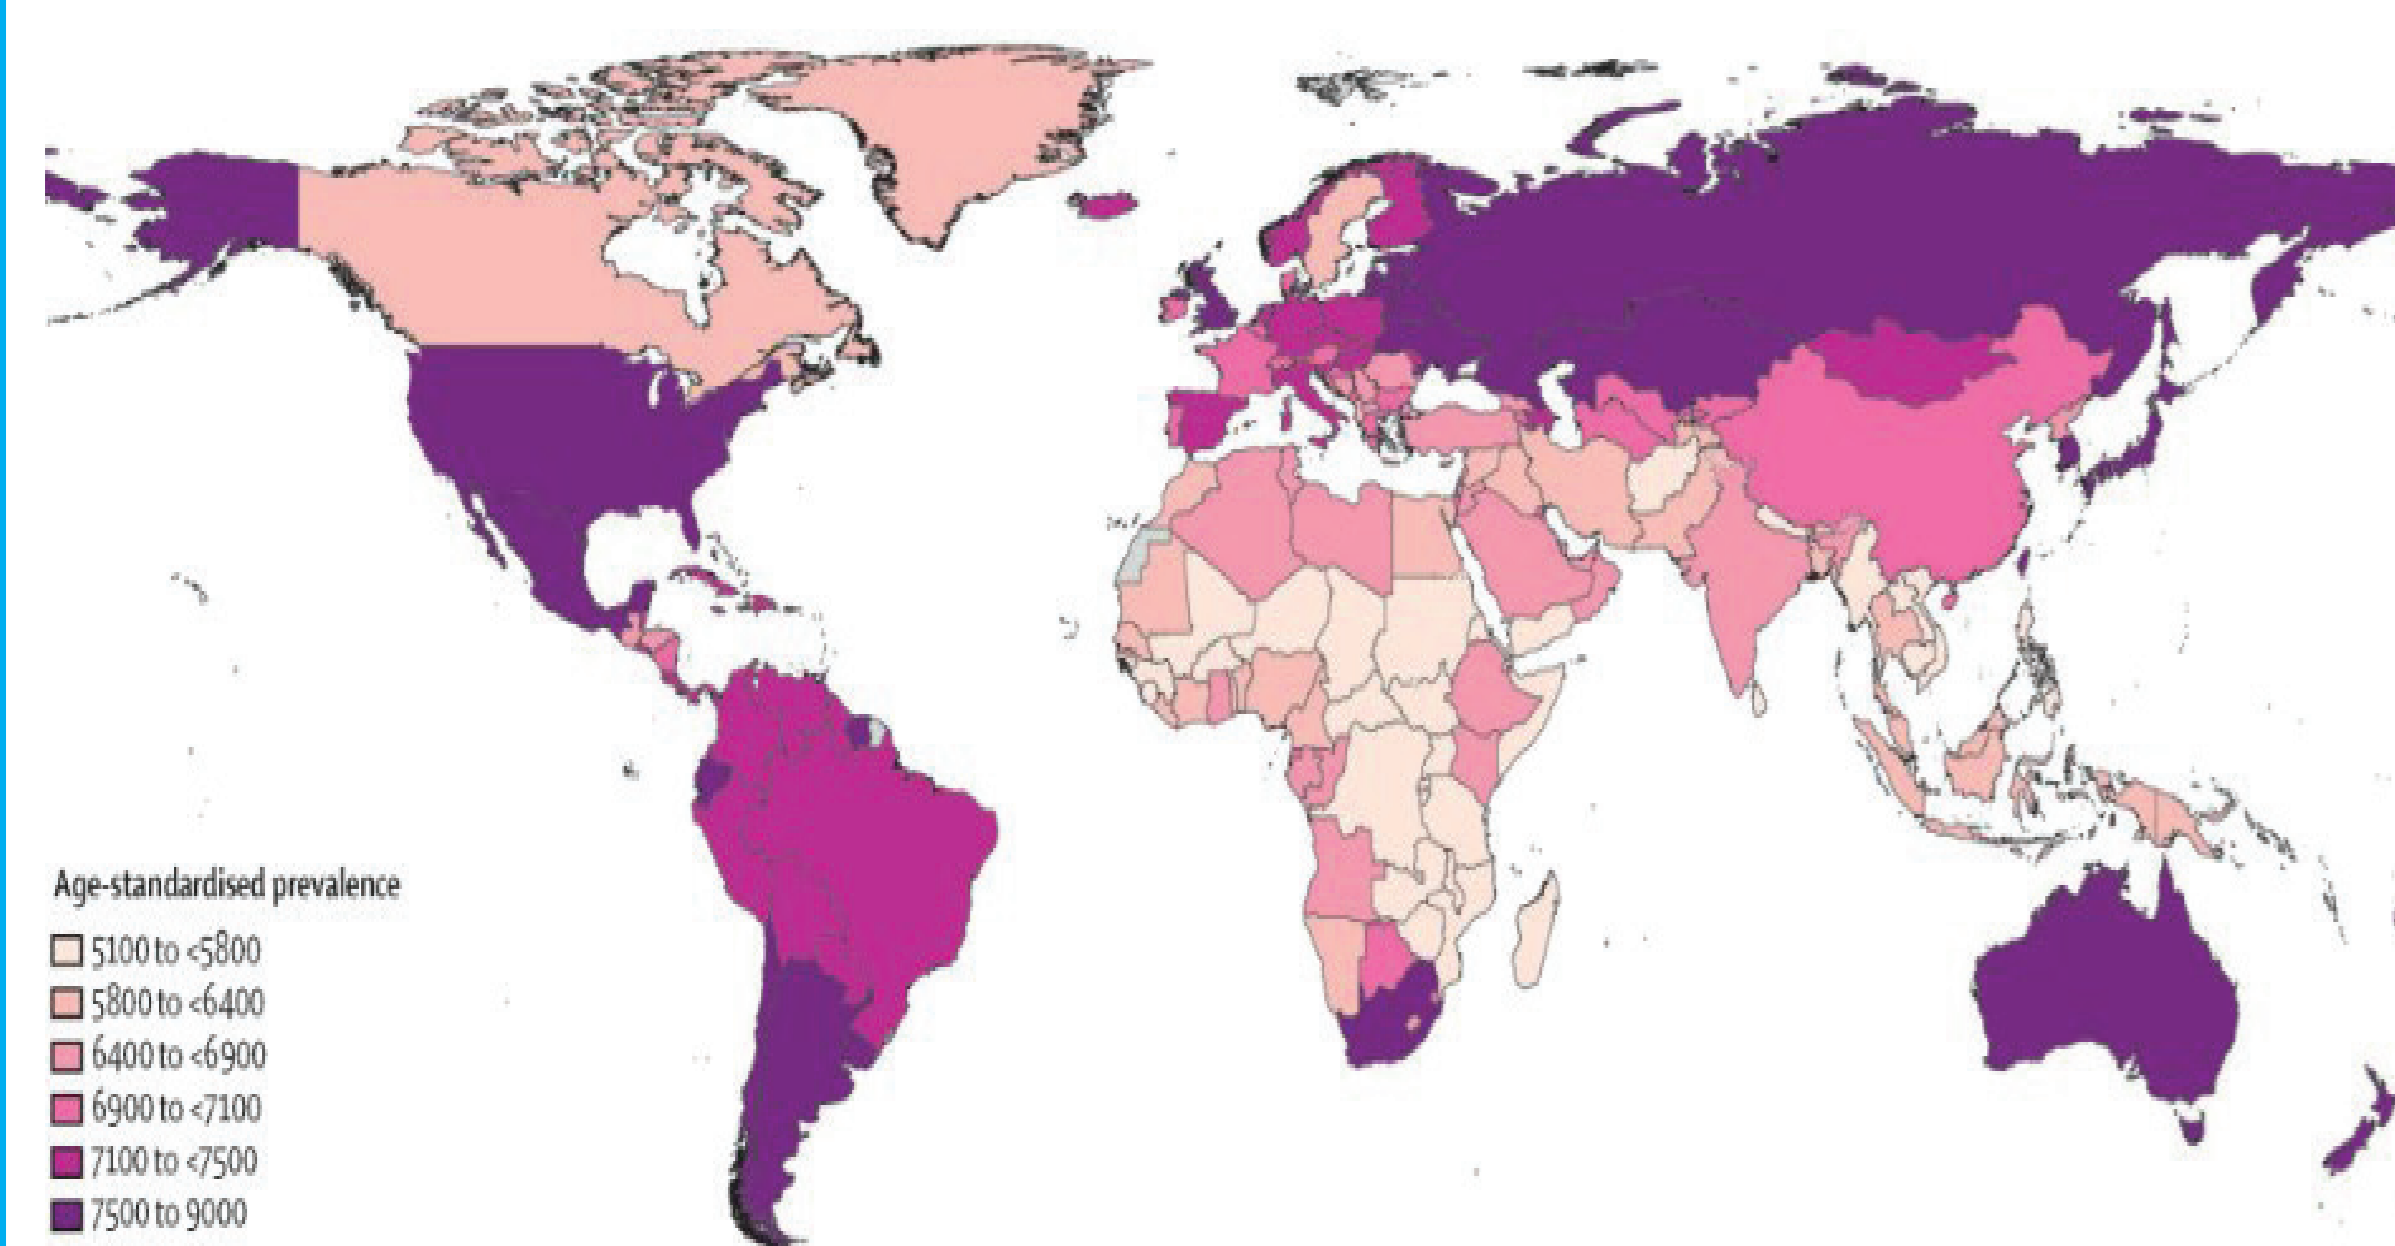 Age-standardised prevalence
5100 to <5800
5800 to <6400
6400 to <6900
6900 to <7100
7100 to <7500
7500 to 9000